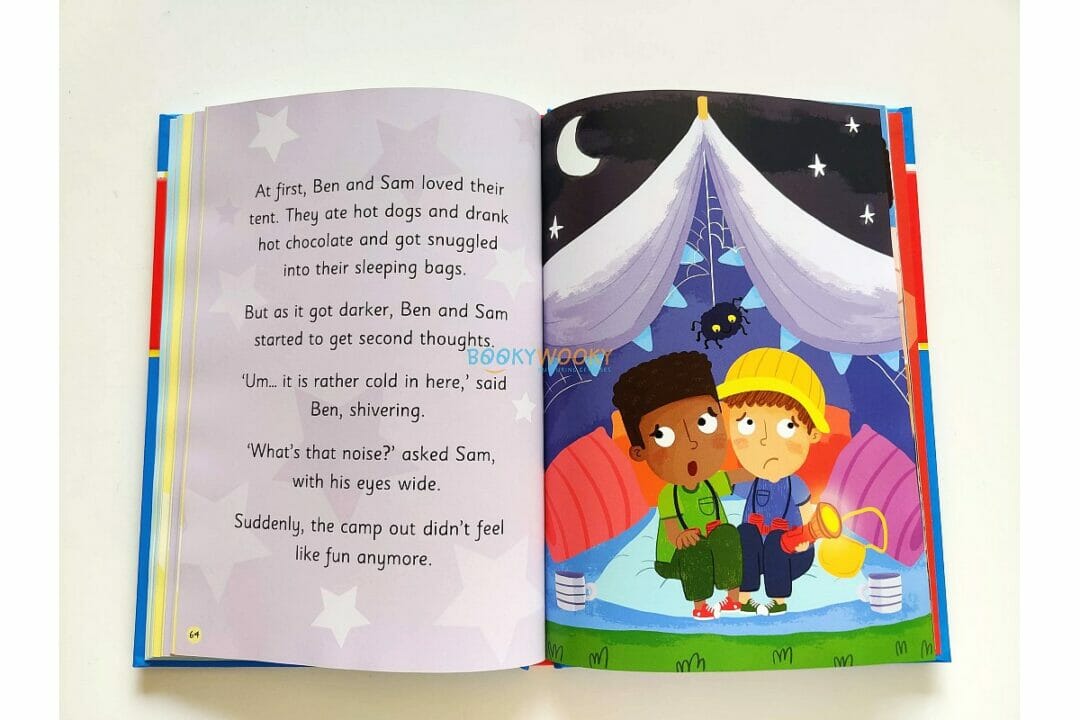 At first, Ben and Sam loved their
tent. They ate hot dogs and drank
hot chocolate and got snuggled
into their sleeping bags.
But as it got darker, Ben and Sam
started to get second thoughts.
BOOKYWOOKY
‘Um... it is rather cold in here,’ said
Ben, shivering.
‘What’s that noise?’ asked Sam,
with his eyes wide.
Suddenly, the camp out didn’t feel
like fun anymore.
64